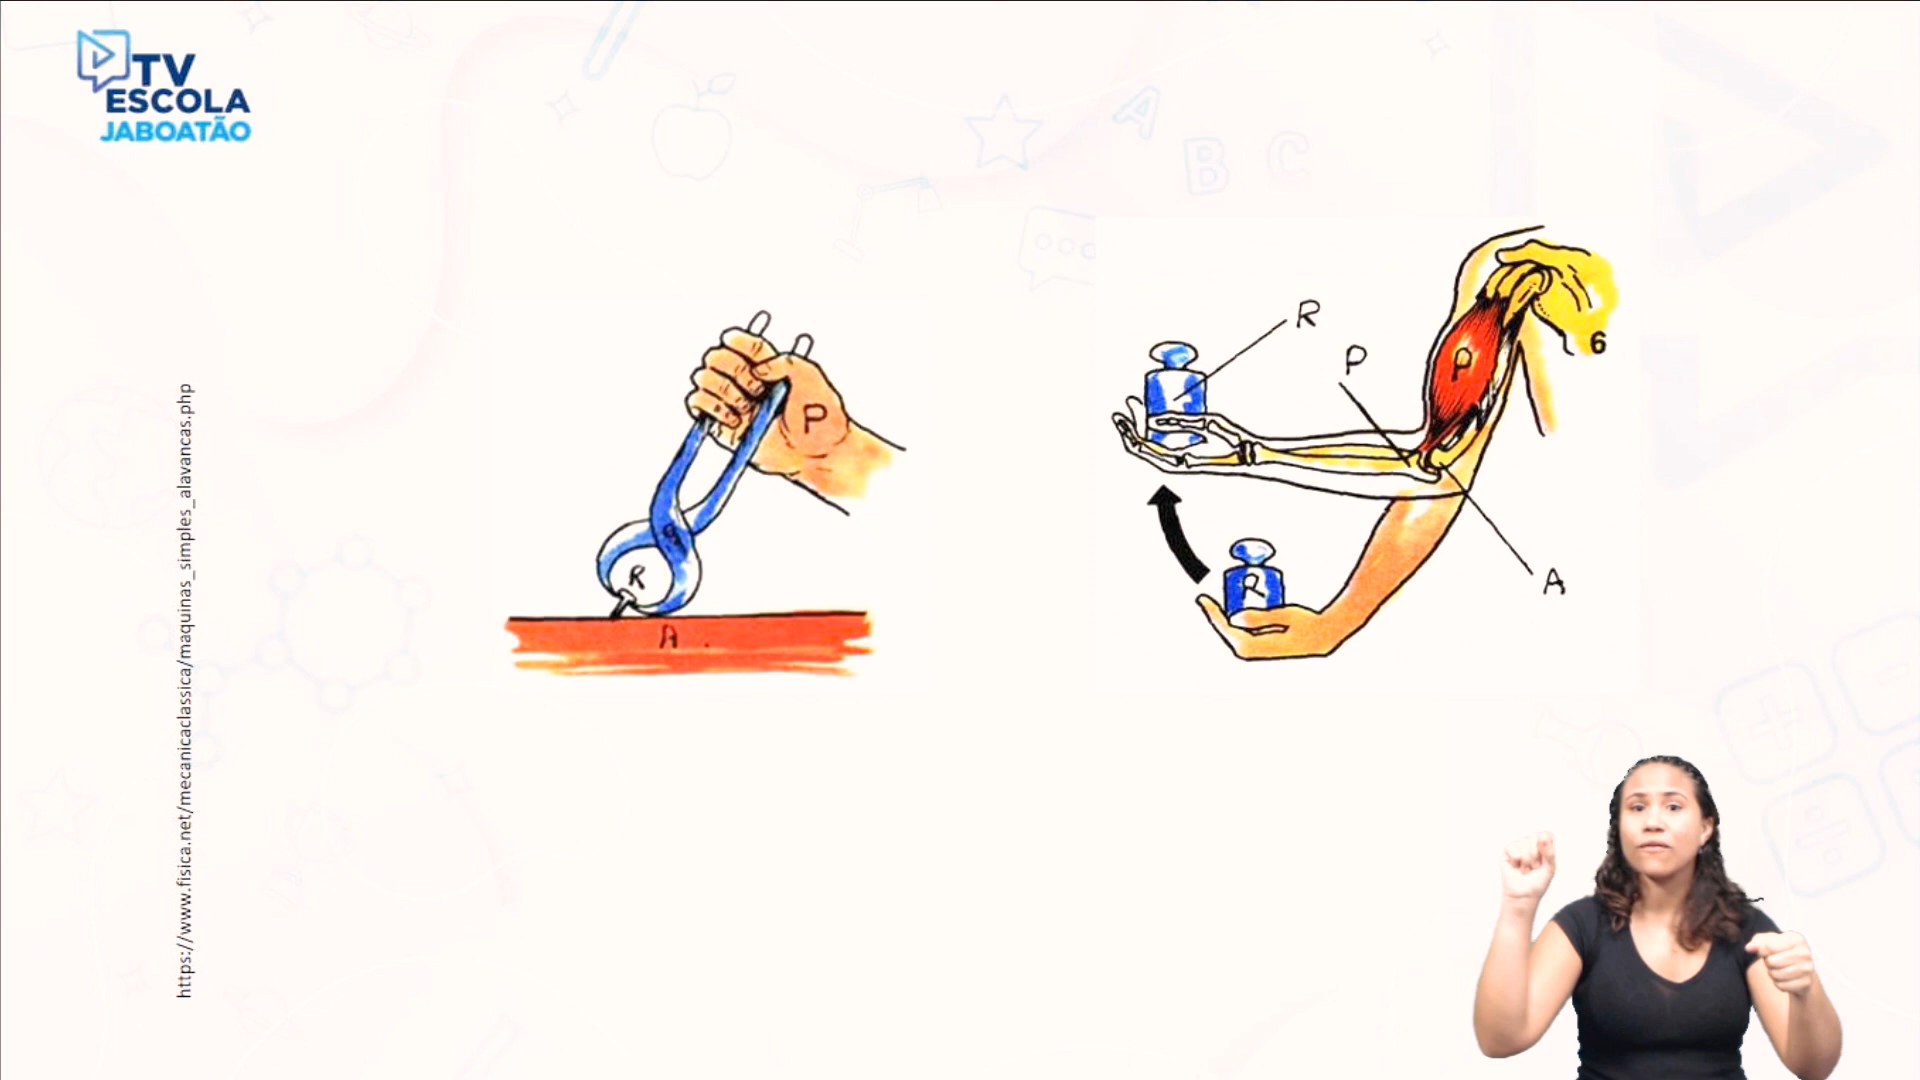 TV
ESCOLA
JABOATÃO
A
B C
https://www.fisica.net/mecanicaclassica/maquinas_simples_alavancas.php
P
R
A
R
P
P
6
A
R